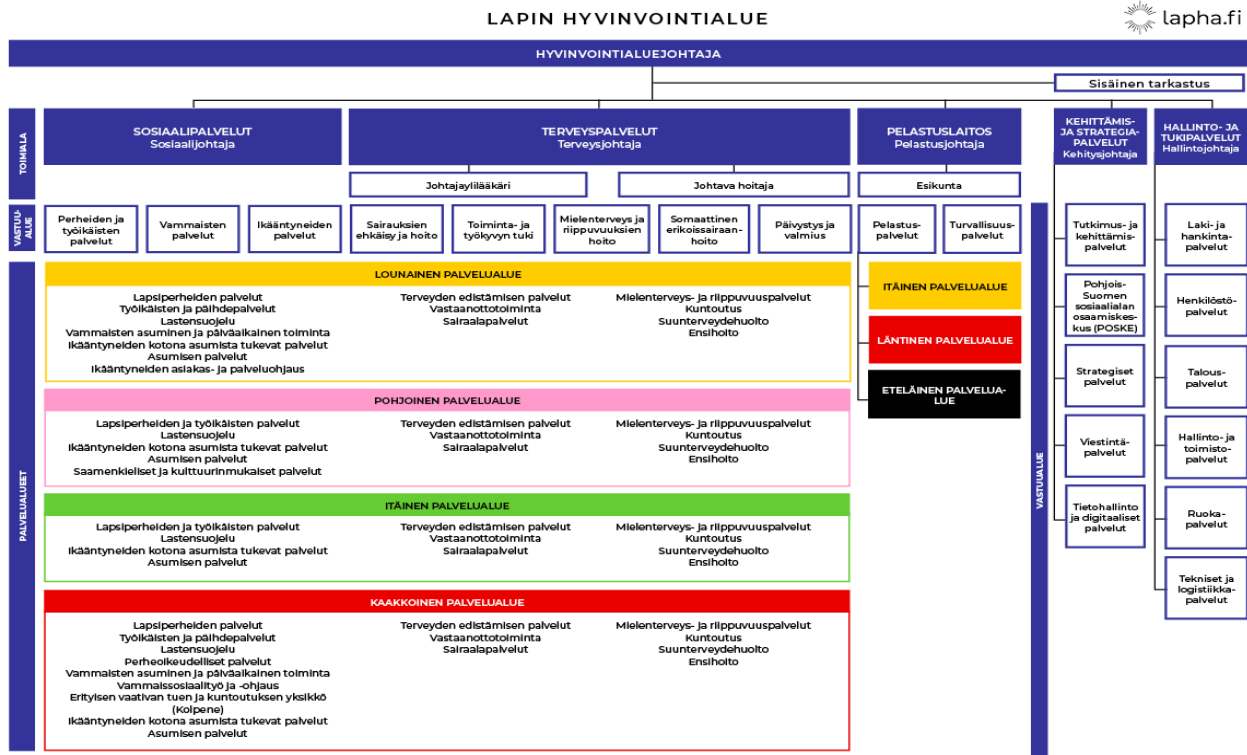 LAPIN HYVINVOINTIALUE
lapha.fi
HYVINVOINTIALUEJOHTAJA
Sisäinen tarkastus
TOIMIALA
SOSIAALIPALVELUT
Sosiaalijohtaja
TERVEYSPALVELUT
Terveysjohtaja
PELASTUSLAITOS
Pelastusjohtaja
KEHITTÄMIS-
JA STRATEGIA-
PALVELUT
Kehitysjohtaja
HALLINTO- JA
TUKIPALVELUT
Hallintojohtaja
Johtajaylilääkäri
Johtava hoitaja
Esikunta
VASTUU-
ALUE
Perheiden ja
työikäisten
palvelut
Vammaisten
palvelut
Ikääntyneiden
palvelut
Sairauksien
ehkäisy ja hoito
Toiminta- ja
työkyvyn tuki
Mielenterveys ja
riippuvuuksien
hoito
Somaattinen
erikoissairaan-
hoito
Päivystys ja
valmius
Pelastus-
palvelut
Turvallisuus-
palvelut
PALVELUALUEET
LOUNAINEN PALVELUALUE
Lapsiperheiden palvelut
Työikäisten ja päihdepalvelut
Lastensuojelu
Vammaisten asuminen ja päiväaikainen toiminta
Ikääntyneiden kotona asumista tukevat palvelut
Asumisen palvelut
Ikääntyneiden asiakas- ja palveluohjaus
Terveyden edistämisen palvelut
Vastaanottotoiminta
Sairaalapalvelut
Mielenterveys- ja riippuvuuspalvelut
Kuntoutus
Suunterveydehuolto
Ensihoito
POHJOINEN PALVELUALUE
Lapsiperheiden ja työikäisten palvelut
Lastensuojelu
Ikääntyneiden kotona asumista tukevat palvelut
Asumisen palvelut
Saamenkieliset ja kulttuurinmukaiset palvelut
Terveyden edistämisen palvelut
Vastaanottotoiminta
Sairaalapalvelut
Mielenterveys- ja riippuvuuspalvelut
Kuntoutus
Suunterveydehuolto
Ensihoito
ITÄINEN PALVELUALUE
Lapsiperheiden ja työikäisten palvelut
Lastensuojelu
Ikääntyneiden kotona asumista tukevat palvelut
Asumisen palvelut
Terveyden edistämisen palvelut
Vastaanottotoiminta
Sairaalapalvelut
Mielenterveys- ja riippuvuuspalvelut
Kuntoutus
Suunterveydehuolto
Ensihoito
KAAKKOINEN PALVELUALUE
Lapsiperheiden palvelut
Työikäisten ja päihdepalvelut
Lastensuojelu
Perheoikeudelliset palvelut
Vammaisten asuminen ja päiväaikainen toiminta
Vammaissosiaalityö ja -ohjaus
Erityisen vaativan tuen ja kuntoutuksen yksikkö
(Kolpene)
Ikääntyneiden kotona asumista tukevat palvelut
Asumisen palvelut
Terveyden edistämisen palvelut
Vastaanottotoiminta
Sairaalapalvelut
Mielenterveys- ja riippuvuuspalvelut
Kuntoutus
Suunterveydehuolto
Ensihoito
ITÄINEN PALVELUALUE
LÄNTINEN PALVELUALUE
ETELÄINEN PALVELUA-
LUE
VASTUUALUE
Tutkimus- ja
kehittämis-
palvelut
Pohjois-
Suomen
sosiaalialan
osaamiskes-
kus (POSKE)
Strategiset
palvelut
Viestintä-
palvelut
Tietohallinto
ja digitaaliset
palvelut
Laki- ja
hankinta-
palvelut
Henkilöstö-
palvelut
Talous-
palvelut
Hallinto- ja
toimisto-
palvelut
Ruoka-
palvelut
Tekniset ja
logistiikka-
palvelut